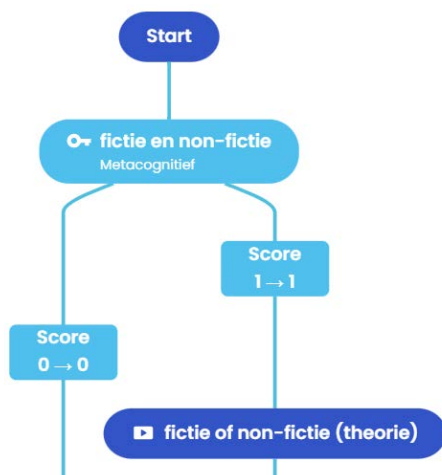 Start
fictie en non-fictie
Metacognitief
Score
1 → 1
Score
0 → 0
fictie of non-fictie (theorie)